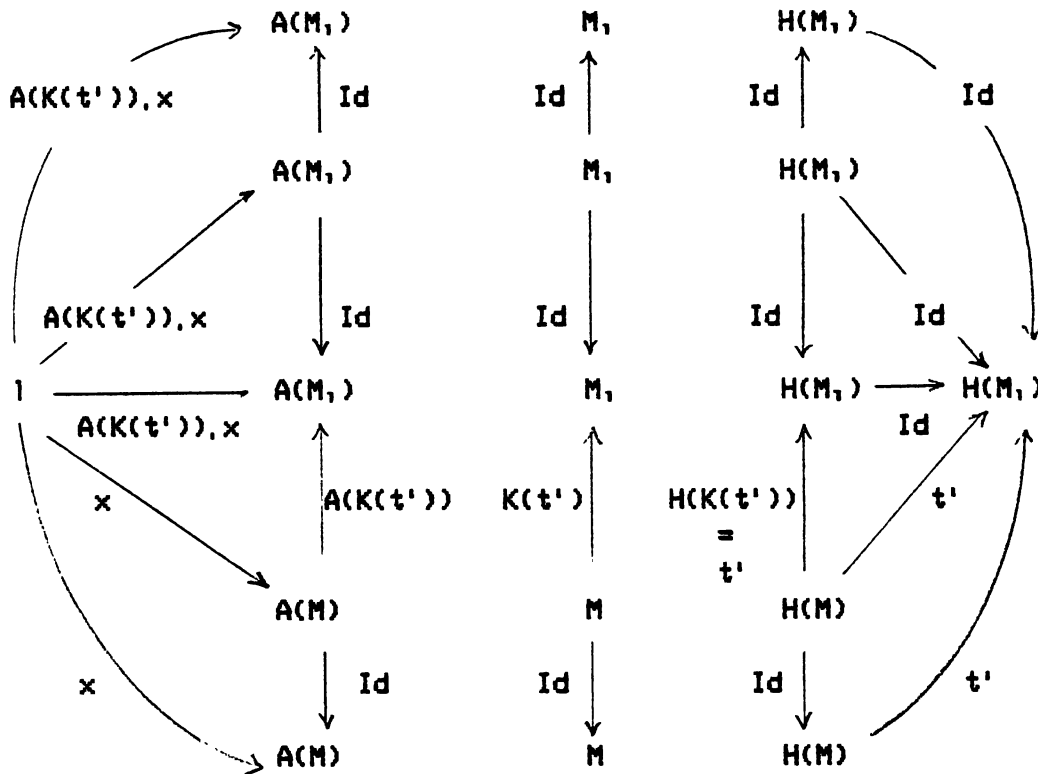 A(M₁) M₁ H(M₁)
A(K(t')).x Id Id Id Id
A(M₁) M₁ H(M₁)
A(K(t')).x Id Id Id Id
1 A(M₁) M₁ H(M₁) H(M₁)
A(K(t')).x Id
x A(K(t')) K(t') H(K(t')) t'
=
t'
A(M) M H(M)
x Id Id Id t'
A(M) M H(M)